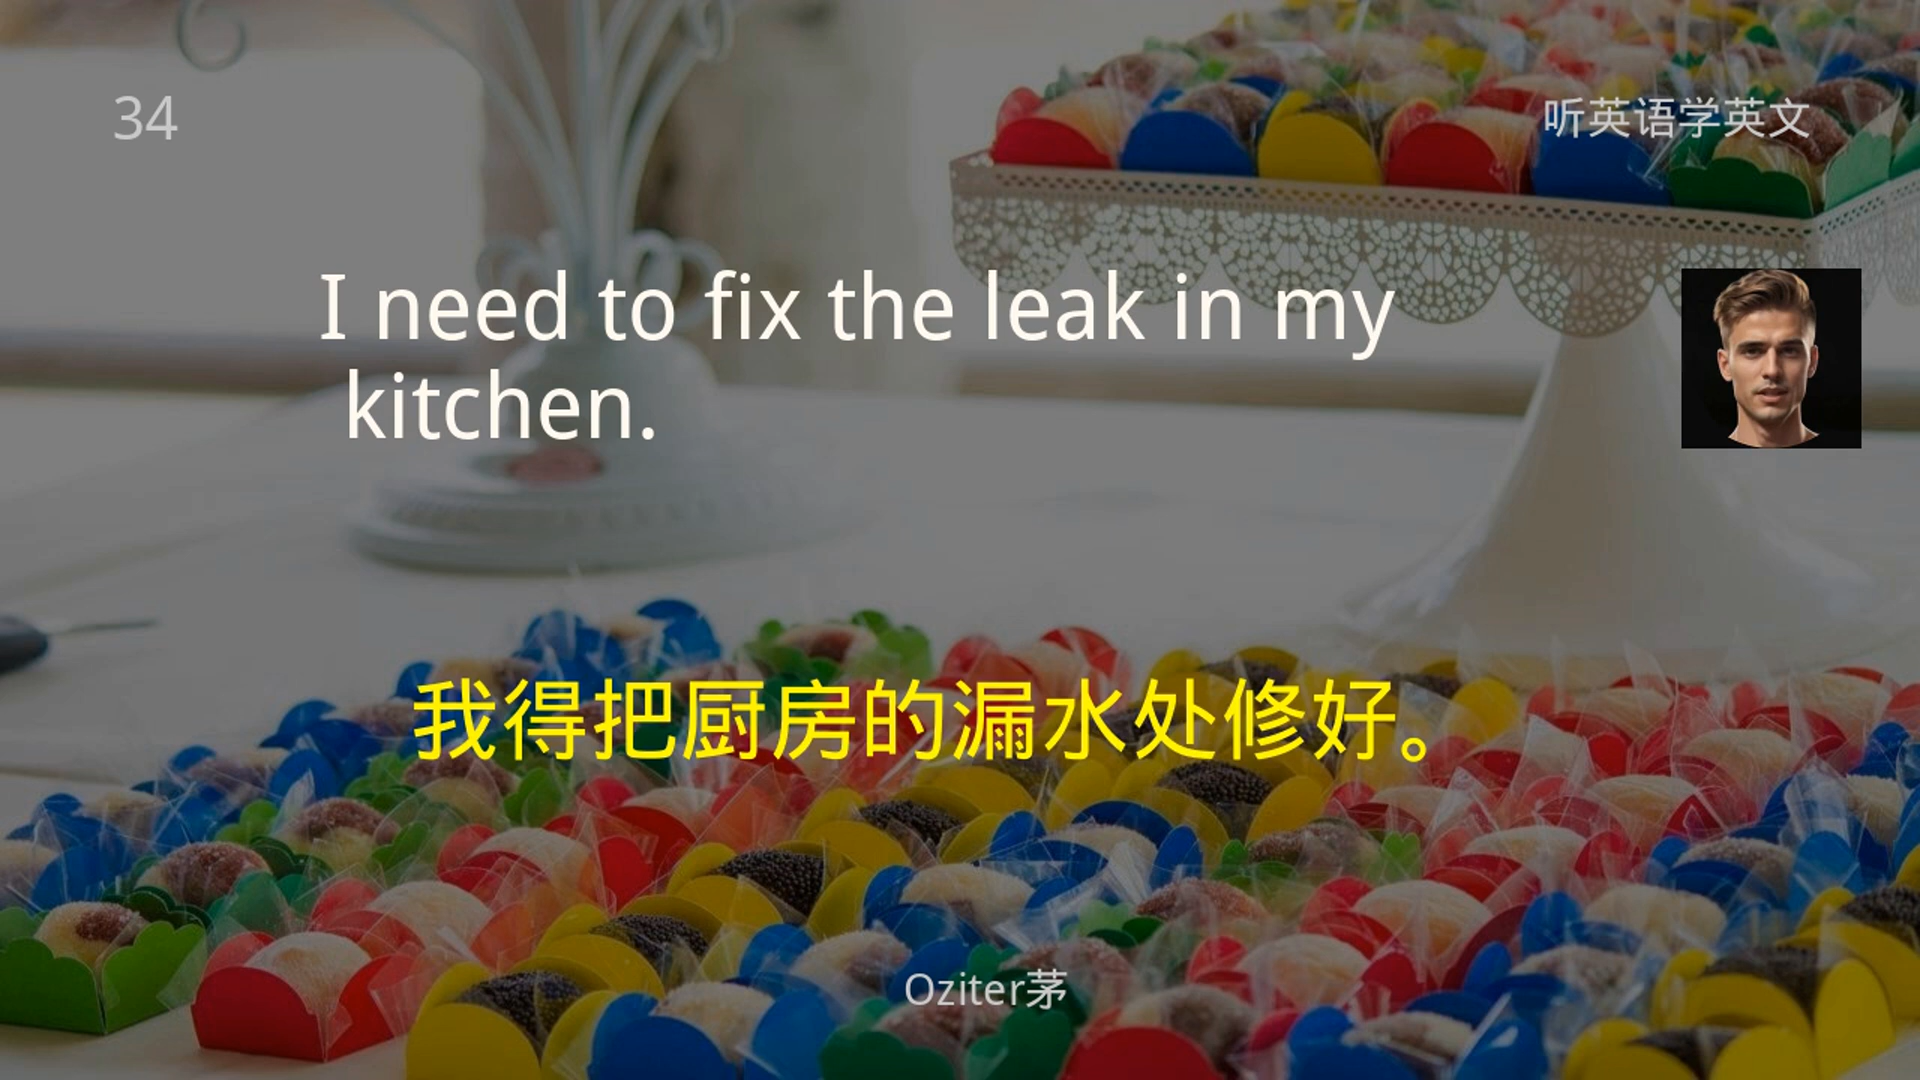 34
听英语学英文
I need to fix the leak in my
kitchen.
我得把厨房的漏水处修好。
Oziter茅